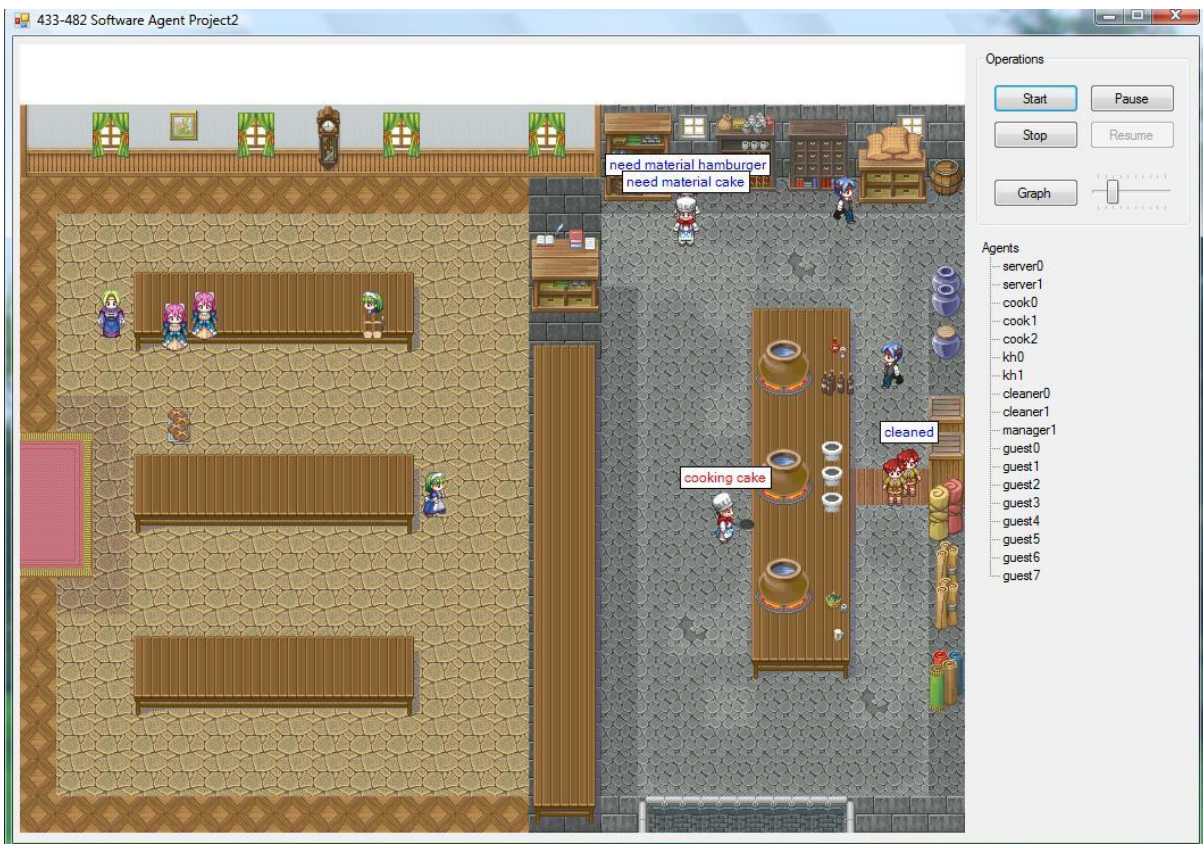 433-482 Software Agent Project2
Operations
Start
Pause
Stop
Resume
Graph
need material hamburger
need material cake
cleaned
cooking cake
Agents
server0
server1
cook0
cook1
cook2
kh0
kh1
cleaner0
cleaner1
manager1
guest0
guest1
guest2
guest3
guest4
guest5
guest6
guest7